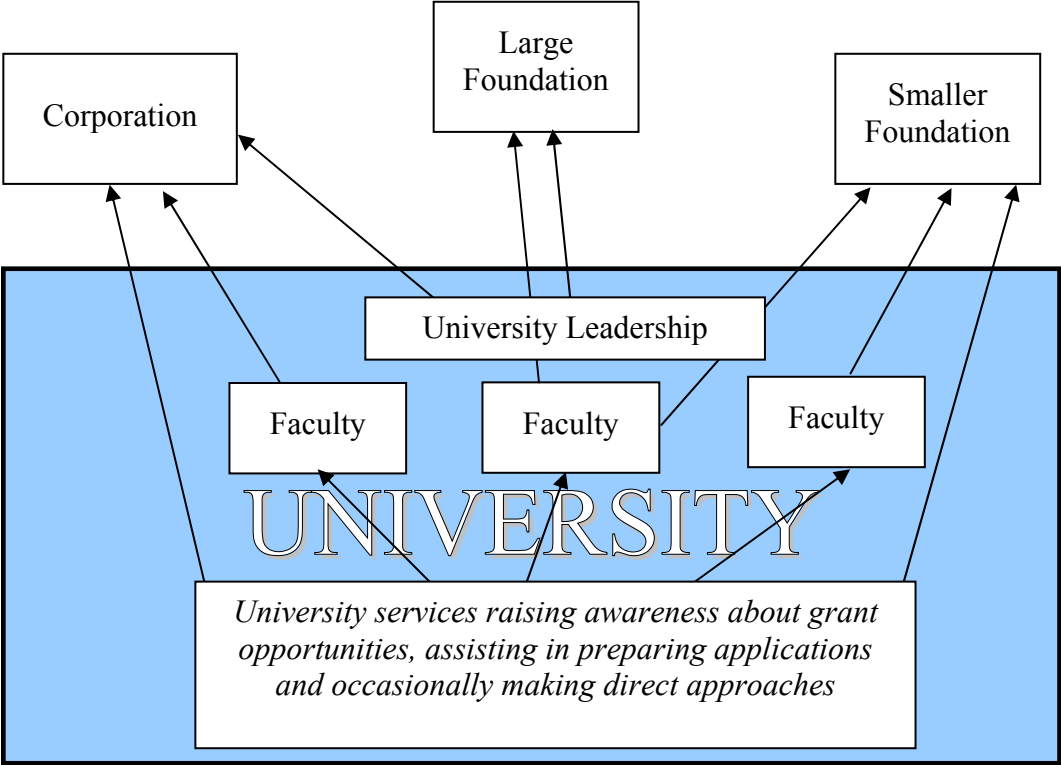 Large
Foundation
Corporation
Smaller
Foundation
University Leadership
Faculty
Faculty
Faculty
UNIVERSITY
University services raising awareness about grant
opportunities, assisting in preparing applications
and occasionally making direct approaches